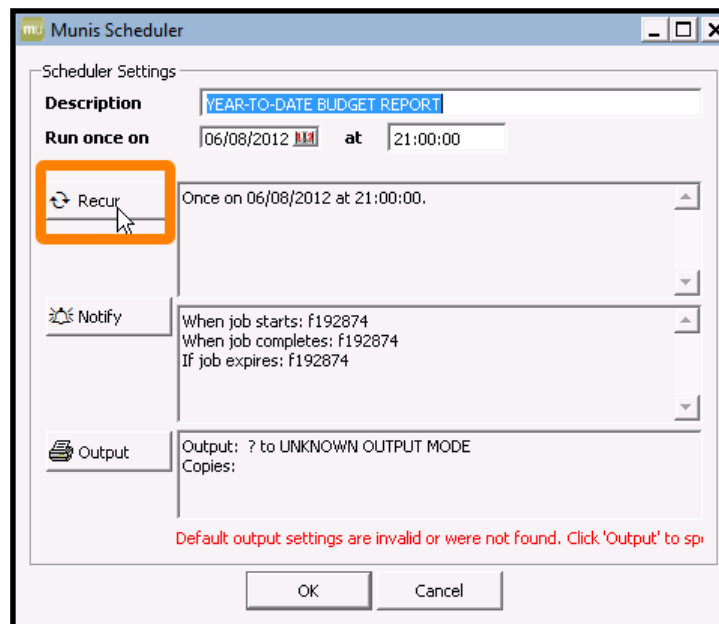 mu Munis Scheduler
Scheduler Settings
Description YEAR-TO-DATE BUDGET REPORT
Run once on 06/08/2012 at 21:00:00
Recur Once on 06/08/2012 at 21:00:00.
Notify When job starts: f192874
When job completes: f192874
If job expires: f192874
Output Output: ? to UNKNOWN OUTPUT MODE
Copies:
Default output settings are invalid or were not found. Click 'Output' to sp
OK Cancel